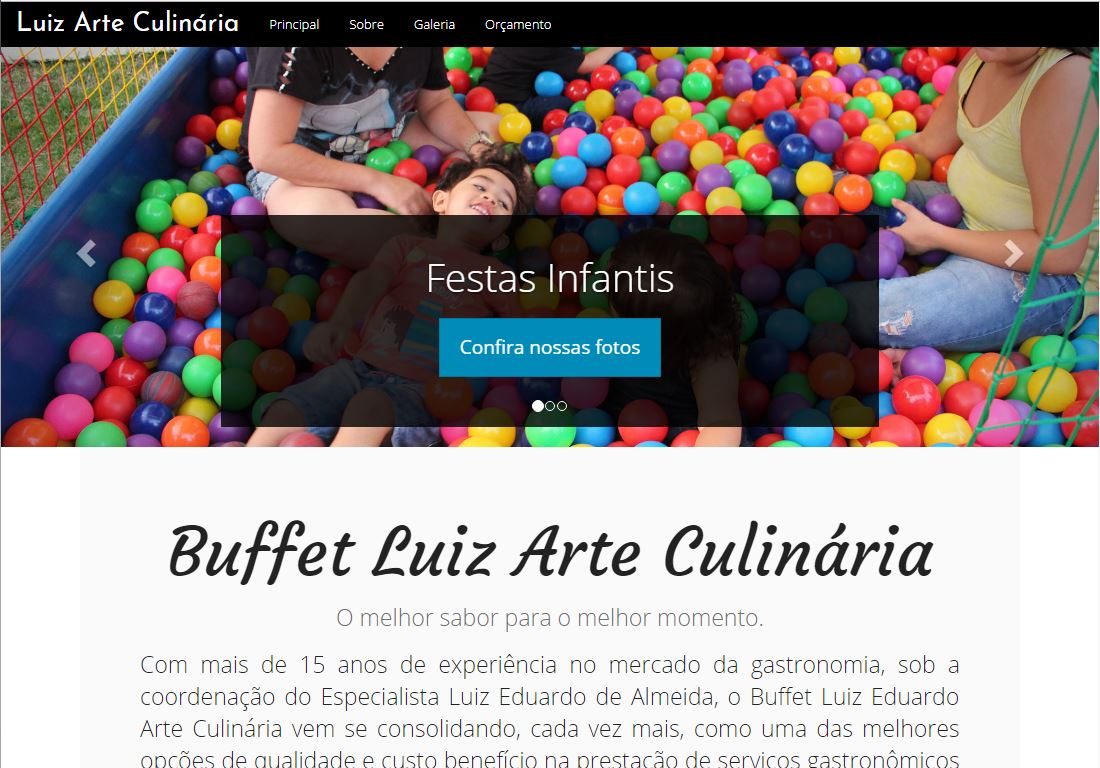 Luiz Arte Culinária Principal Sobre Galeria Orçamento
Festas Infantis
Confira nossas fotos
Buffet Luiz Arte Culinária
O melhor sabor para o melhor momento.
Com mais de 15 anos de experiência no mercado da gastronomia, sob a
coordenação do Especialista Luiz Eduardo de Almeida, o Buffet Luiz Eduardo
Arte Culinária vem se consolidando, cada vez mais, como uma das melhores
opções de qualidade e custo benefício na prestação de serviços gastronômicos